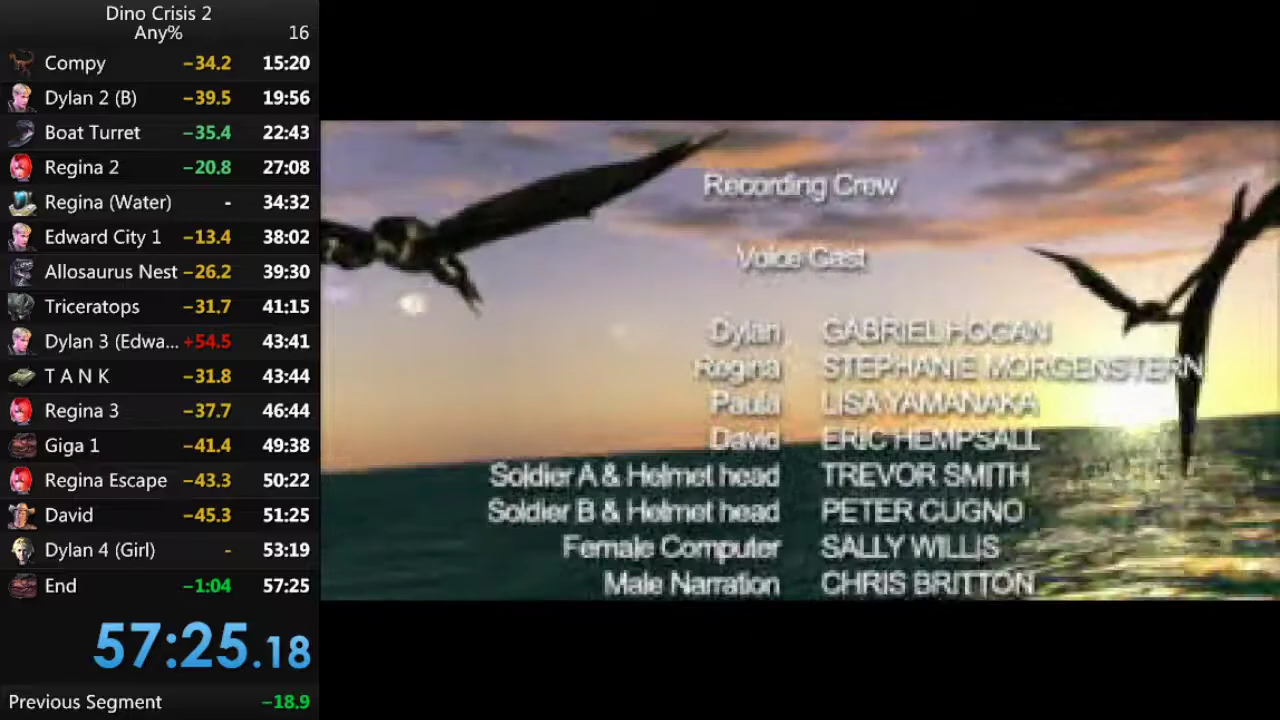 Dino Crisis 2
Any% 16
Compy −34.2 15:20
Dylan 2 (B) −39.5 19:56
Boat Turret −35.4 22:43
Regina 2 −20.8 27:08
Regina (Water) - 34:32
Edward City 1 −13.4 38:02
Allosaurus Nest −26.2 39:30
Triceratops −31.7 41:15
Dylan 3 (Edwa... +54.5 43:41
T A N K −31.8 43:44
Regina 3 −37.7 46:44
Giga 1 −41.4 49:38
Regina Escape −43.3 50:22
David −45.3 51:25
Dylan 4 (Girl) - 53:19
End −1:04 57:25
57:25.18
Previous Segment −18.9
Recording Crew
Voice Cast
Dylan GABRIEL HOGAN
Regina STEPHANIE MORGENSTERN
Paula LISA YAMANAKA
David ERIC HEMPSALL
Soldier A & Helmet head TREVOR SMITH
Soldier B & Helmet head PETER CUGNO
Female Computer SALLY WILLIS
Male Narration CHRIS BRITTON